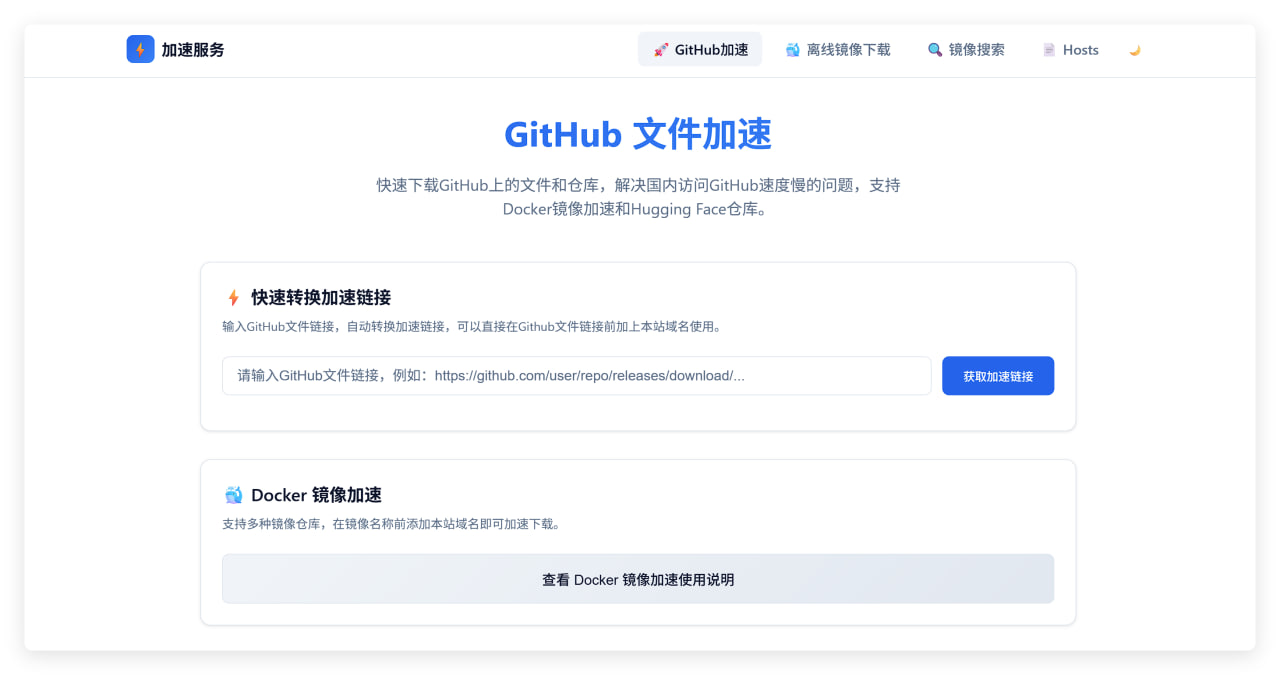 加速服务
GitHub加速
离线镜像下载
镜像搜索
Hosts
GitHub 文件加速
快速下载GitHub上的文件和仓库，解决国内访问GitHub速度慢的问题，支持
Docker镜像加速和Hugging Face仓库。
快速转换加速链接
输入GitHub文件链接，自动转换加速链接，可以直接在Github文件链接前加上本站域名使用。
请输入GitHub文件链接，例如：https://github.com/user/repo/releases/download/...
获取加速链接
Docker 镜像加速
支持多种镜像仓库，在镜像名称前添加本站域名即可加速下载。
查看 Docker 镜像加速使用说明